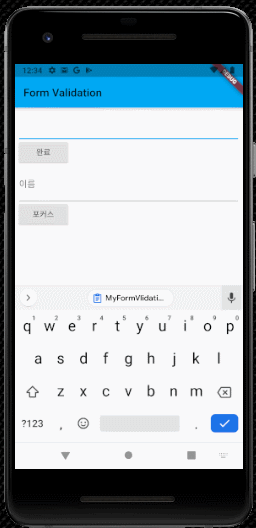 12:34
DEBUG
Form Validation
완료
이름
포커스
MyFormVlidati...
1 2 3 4 5 6 7 8 9 0
q w e r t y u i o p
a s d f g h j k l
z x c v b n m
?123 , .